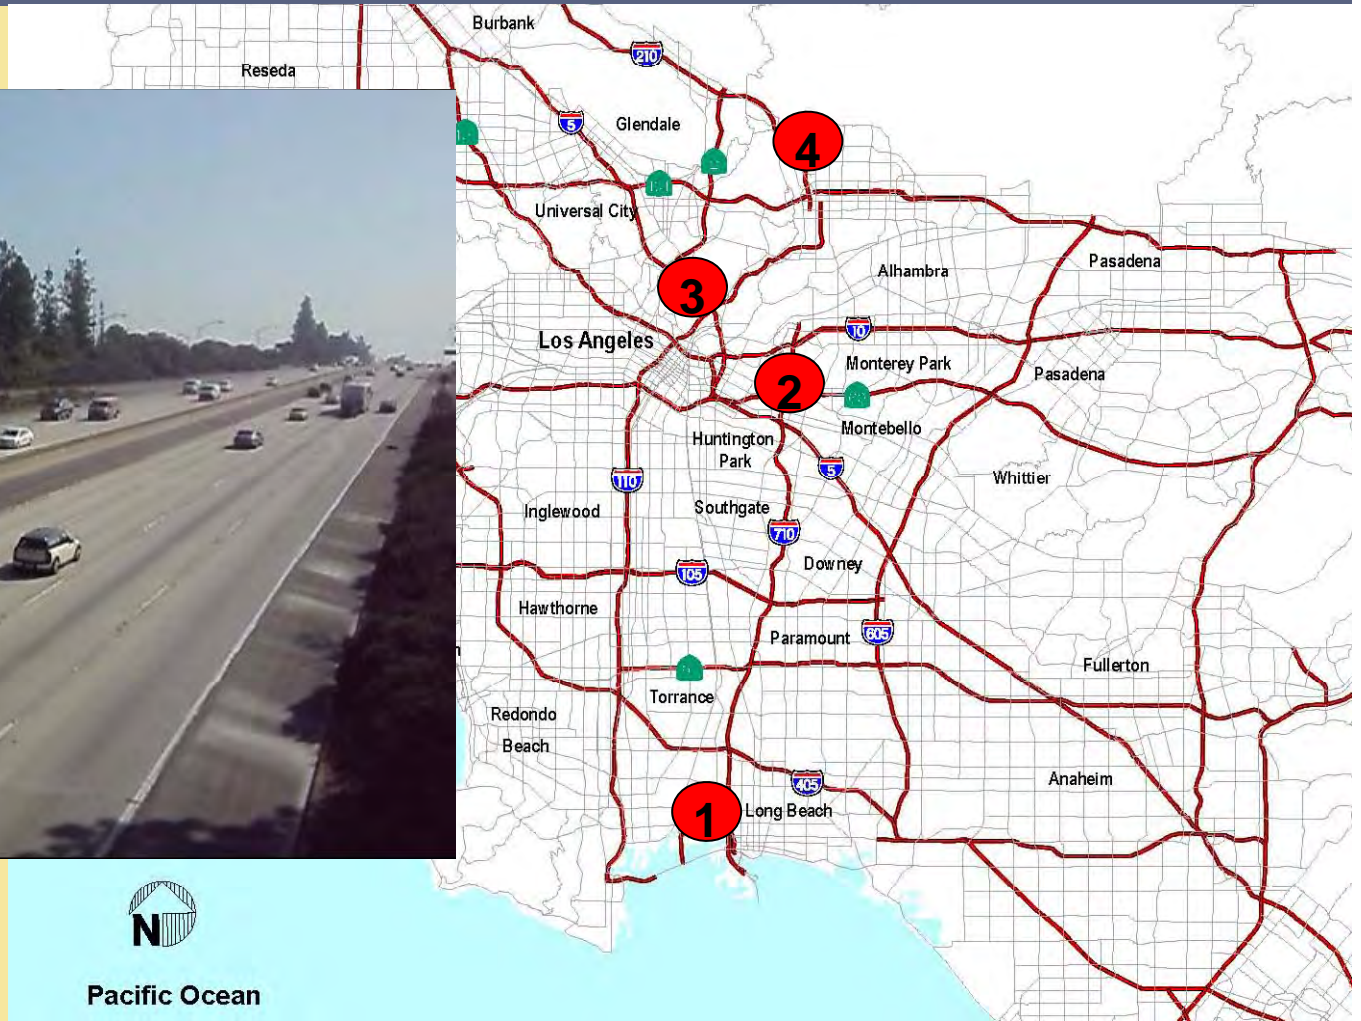 Burbank
210
Reseda
5
Glendale
4
Universal City
Alhambra
Pasadena
3
Los Angeles
10
Monterey Park
Pasadena
2
Montebello
Huntington
Park
5
110
Whittier
Inglewood
Southgate
710
Downey
105
Hawthorne
Paramount
605
Fullerton
Torrance
Redondo
Beach
405
Anaheim
1
Long Beach
N
Pacific Ocean